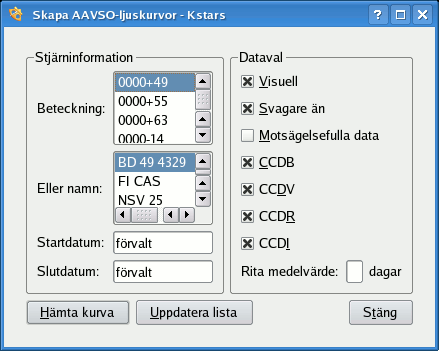 Skapa AAVSO-ljuskurvor - Kstars
Stjärninformation
Beteckning:
0000+49
0000+55
0000+63
0000-14
Eller namn:
BD 49 4329
FI CAS
NSV 25
Startdatum: förvalt
Slutdatum: förvalt
Dataval
Visuell
Svagare än
Motsägelsefulla data
CCDB
CCDV
CCDR
CCDI
Rita medelvärde: dagar
Hämta kurva
Uppdatera lista
Stäng